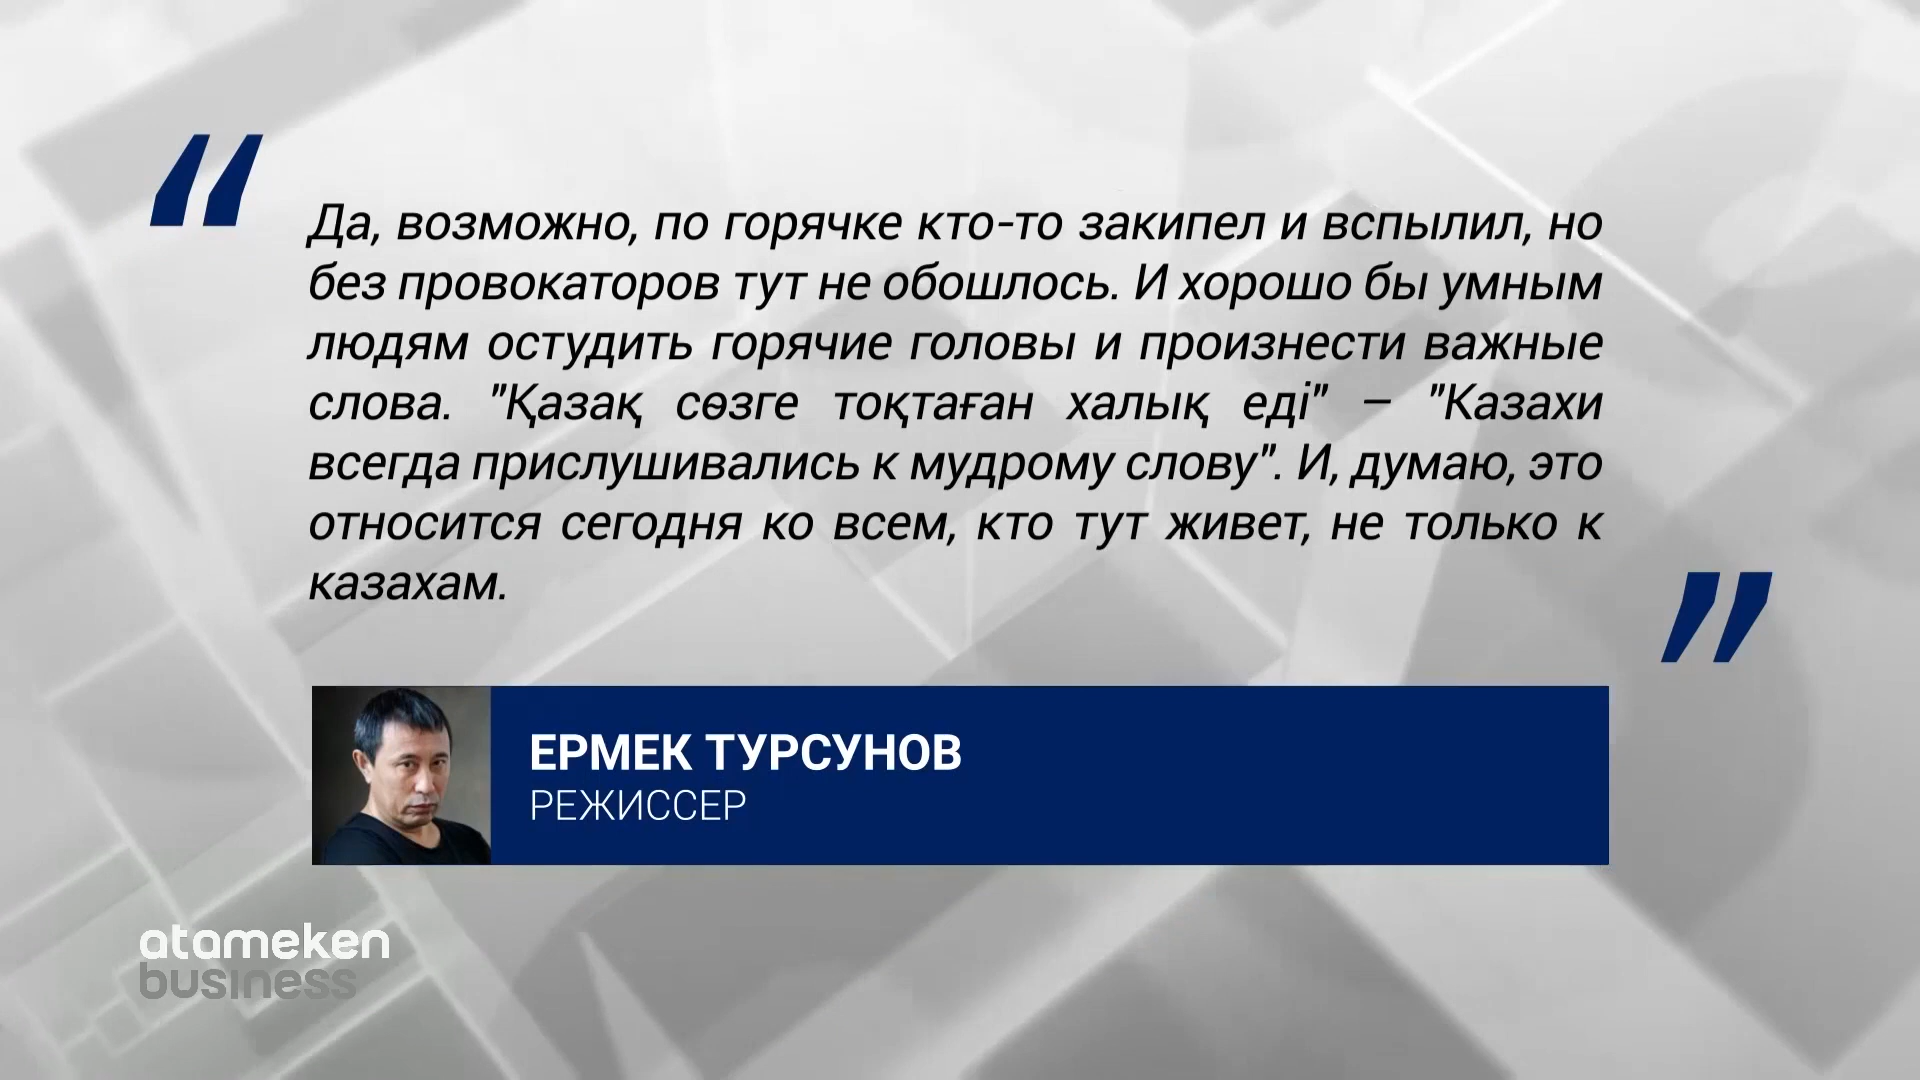 “
Да, возможно, по горячке кто-то закипел и вспылил, но
без провокаторов тут не обошлось. И хорошо бы умным
людям остудить горячие головы и произнести важные
слова. "Қазақ сөзге тоқтаған халық еді" – "Казахи
всегда прислушивались к мудрому слову". И, думаю, это
относится сегодня ко всем, кто тут живет, не только к
казахам.
”
ЕРМЕК ТУРСУНОВ
РЕЖИССЕР
atameken
business